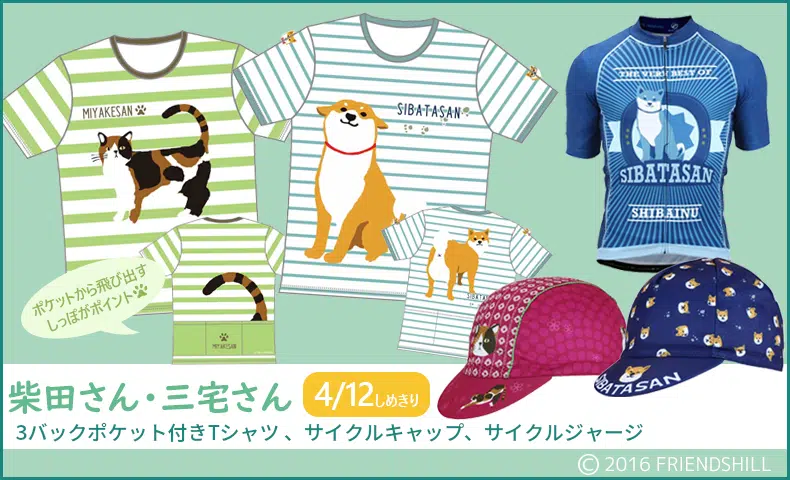 MIYAKESAN
SIBATASAN
THE VERY BEST OF
SIBATASAN
SHIBAINU
ポケットから飛び出す
しっぽがポイント
SIBATASAN
SIBATASAN
柴田さん・三宅さん
4/12しめきり
3バックポケット付きTシャツ、サイクルキャップ、サイクルジャージ
© 2016 FRIENDSHILL